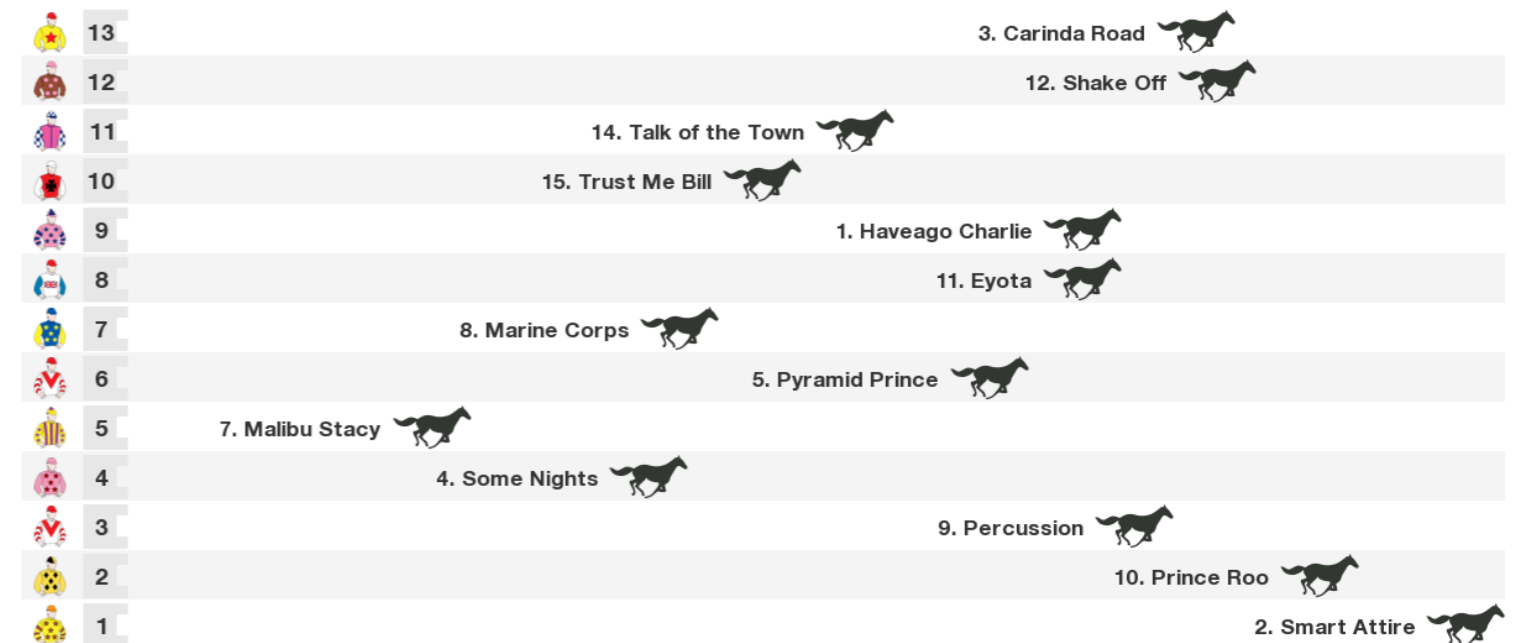 13 3. Carinda Road
12 12. Shake Off
11 14. Talk of the Town
10 15. Trust Me Bill
9 1. Haveago Charlie
8 11. Eyota
7 8. Marine Corps
6 5. Pyramid Prince
5 7. Malibu Stacy
4 4. Some Nights
3 9. Percussion
2 10. Prince Roo
1 2. Smart Attire